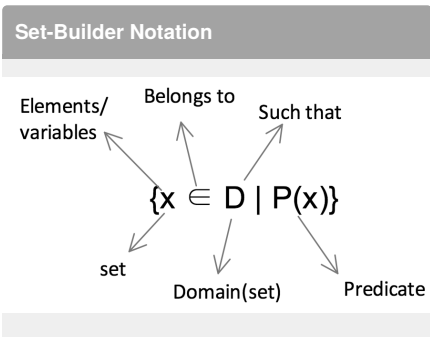 Set-Builder Notation
Elements/
variables
Belongs to
Such that
{x ∈ D | P(x)}
set
Domain(set)
Predicate